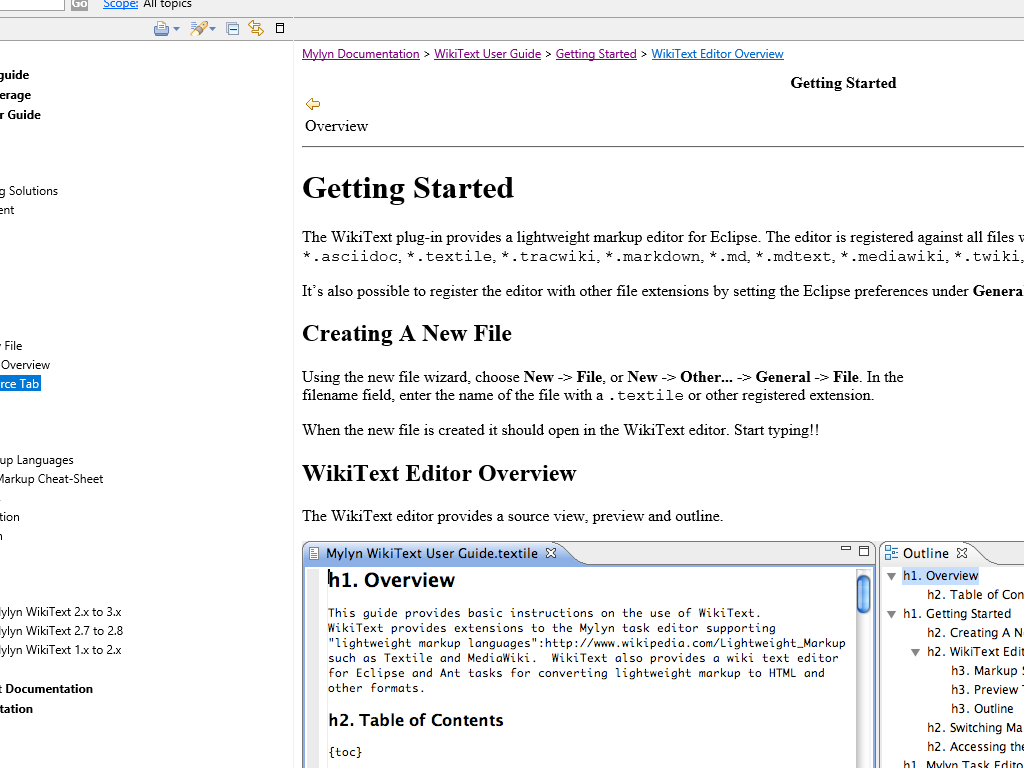 Go Scope: All topics
guide
erage
r Guide
g Solutions
ent
File
Overview
rce Tab
up Languages
Markup Cheat-Sheet
tion
n
ylyn WikiText 2.x to 3.x
ylyn WikiText 2.7 to 2.8
ylyn WikiText 1.x to 2.x
t Documentation
tation
Mylyn Documentation > WikiText User Guide > Getting Started > WikiText Editor Overview
Getting Started
Overview
Getting Started
The WikiText plug-in provides a lightweight markup editor for Eclipse. The editor is registered against all files w
*.asciidoc, *.textile, *.tracwiki, *.markdown, *.md, *.mdtext, *.mediawiki, *.twiki,
It’s also possible to register the editor with other file extensions by setting the Eclipse preferences under General
Creating A New File
Using the new file wizard, choose New -> File, or New -> Other... -> General -> File. In the
filename field, enter the name of the file with a .textile or other registered extension.
When the new file is created it should open in the WikiText editor. Start typing!!
WikiText Editor Overview
The WikiText editor provides a source view, preview and outline.
Mylyn WikiText User Guide.textile
h1. Overview
This guide provides basic instructions on the use of WikiText.
WikiText provides extensions to the Mylyn task editor supporting
"lightweight markup languages":http://www.wikipedia.com/Lightweight_Markup
such as Textile and MediaWiki.  WikiText also provides a wiki text editor
for Eclipse and Ant tasks for converting lightweight markup to HTML and
other formats.
h2. Table of Contents
{toc}
Outline
h1. Overview
h2. Table of Con
h1. Getting Started
h2. Creating A N
h2. WikiText Edit
h3. Markup S
h3. Preview T
h3. Outline
h2. Switching Ma
h2. Accessing the
h1. Mylyn Task Edito